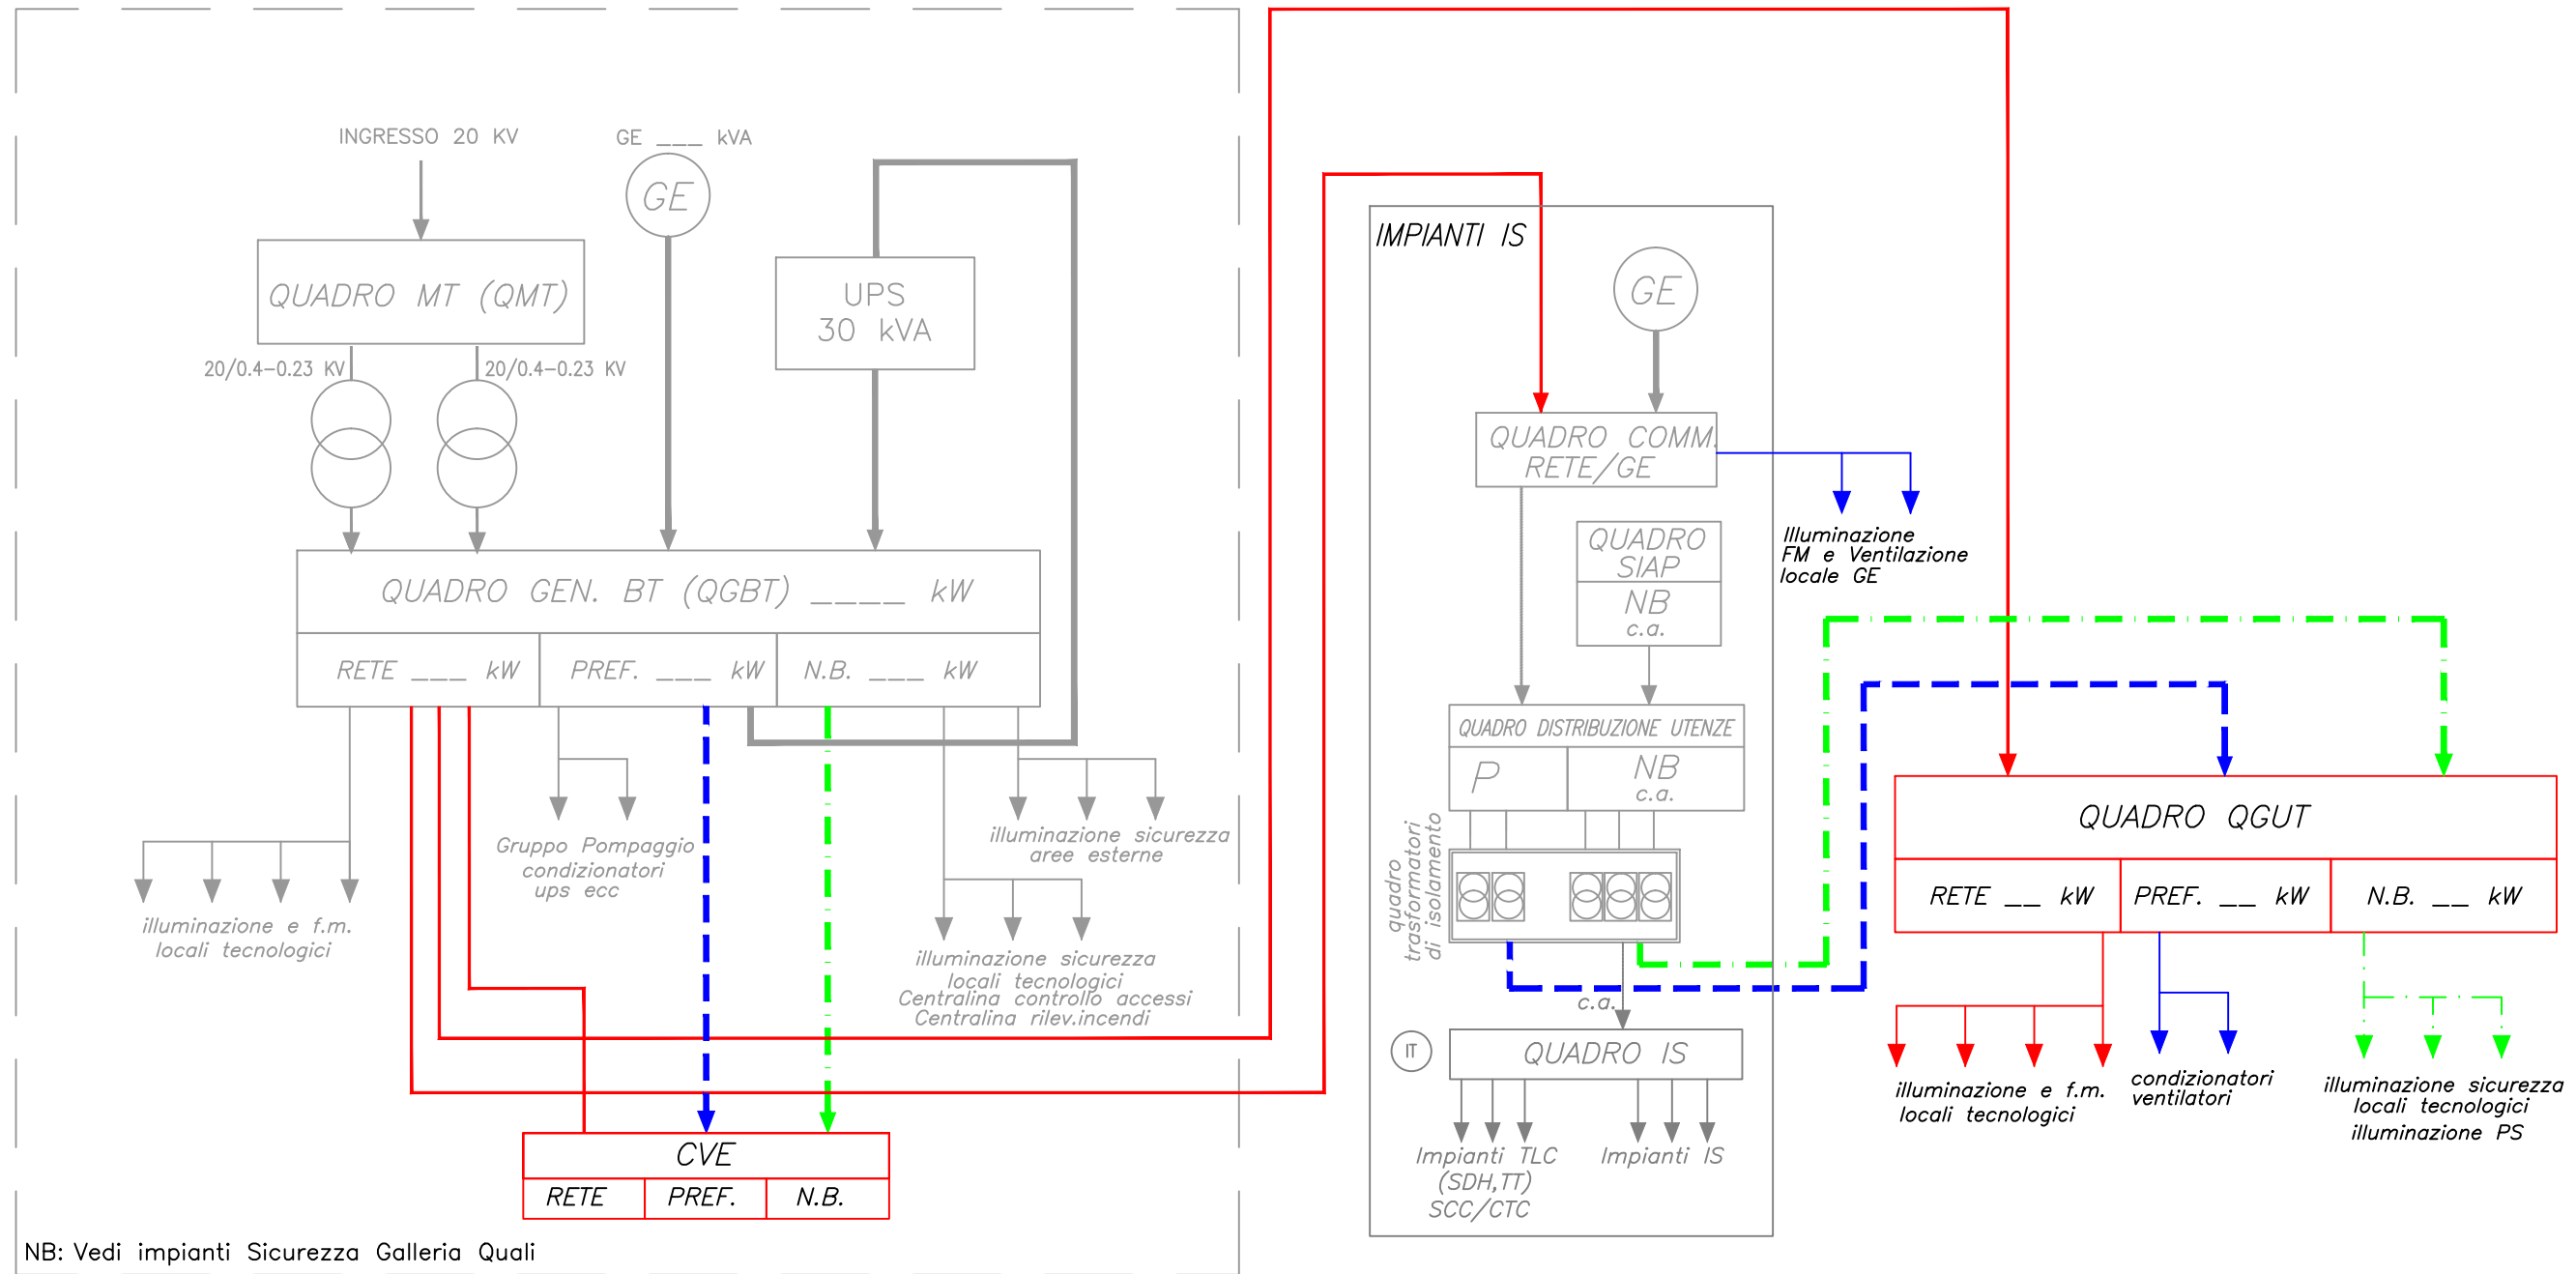 INGRESSO 20 KV
GE ___ kVA
GE
QUADRO MT (QMT)
UPS
30 kVA
20/0.4-0.23 KV
20/0.4-0.23 KV
QUADRO GEN. BT (QGBT) ____ kW
RETE ___ kW
PREF. ___ kW
N.B. ___ kW
illuminazione e f.m.
locali tecnologici
Gruppo Pompaggio
condizionatori
ups ecc
illuminazione sicurezza
aree esterne
illuminazione sicurezza
locali tecnologici
Centralina controllo accessi
Centralina rilev.incendi
CVE
RETE
PREF.
N.B.
NB: Vedi impianti Sicurezza Galleria Quali
IMPIANTI IS
GE
QUADRO COMM.
RETE/GE
QUADRO
SIAP
NB
c.a.
Illuminazione
FM e Ventilazione
locale GE
QUADRO DISTRIBUZIONE UTENZE
P
NB
c.a.
quadro
trasformatori
di isolamento
c.a.
IT
QUADRO IS
Impianti TLC
(SDH,TT)
SCC/CTC
Impianti IS
QUADRO QGUT
RETE __ kW
PREF. __ kW
N.B. __ kW
illuminazione e f.m.
locali tecnologici
condizionatori
ventilatori
illuminazione sicurezza
locali tecnologici
illuminazione PS